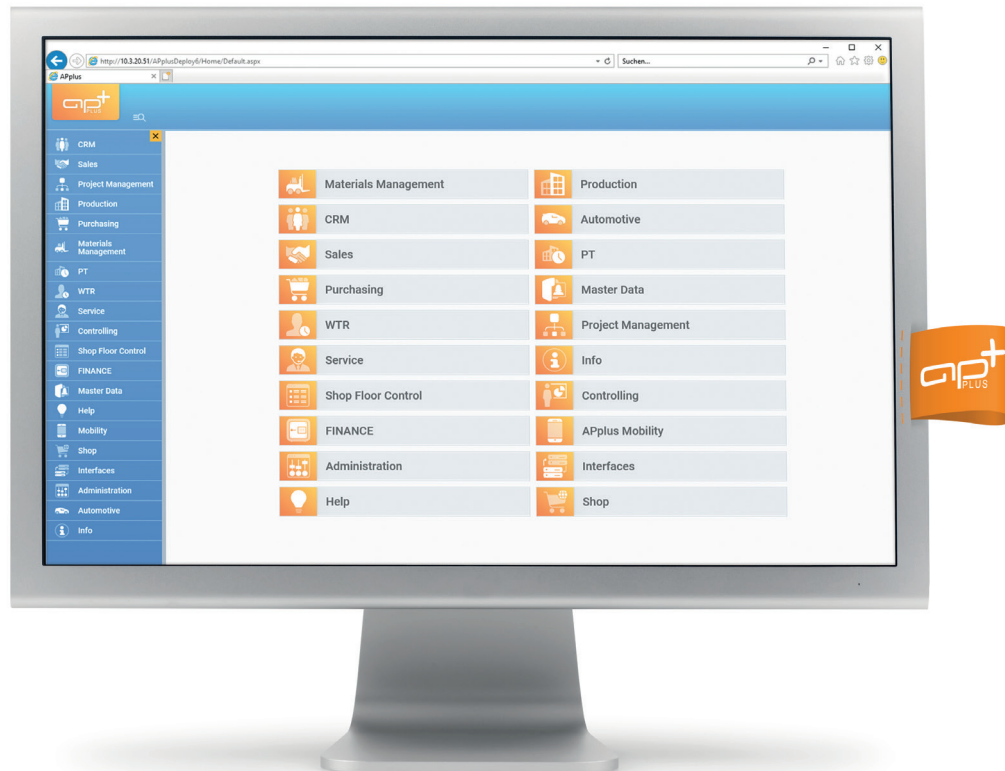 http://10.3.20.51/APplusDeploy6/Home/Default.aspx
Suchen...
APplus
ap+
PLUS
CRM
Sales
Project Management
Production
Purchasing
Materials
Management
PT
WTR
Service
Controlling
Shop Floor Control
FINANCE
Master Data
Help
Mobility
Shop
Interfaces
Administration
Automotive
Info
Materials Management
Production
CRM
Automotive
Sales
PT
Purchasing
Master Data
WTR
Project Management
Service
Info
Shop Floor Control
Controlling
FINANCE
APplus Mobility
Administration
Interfaces
Help
Shop
ap+
PLUS